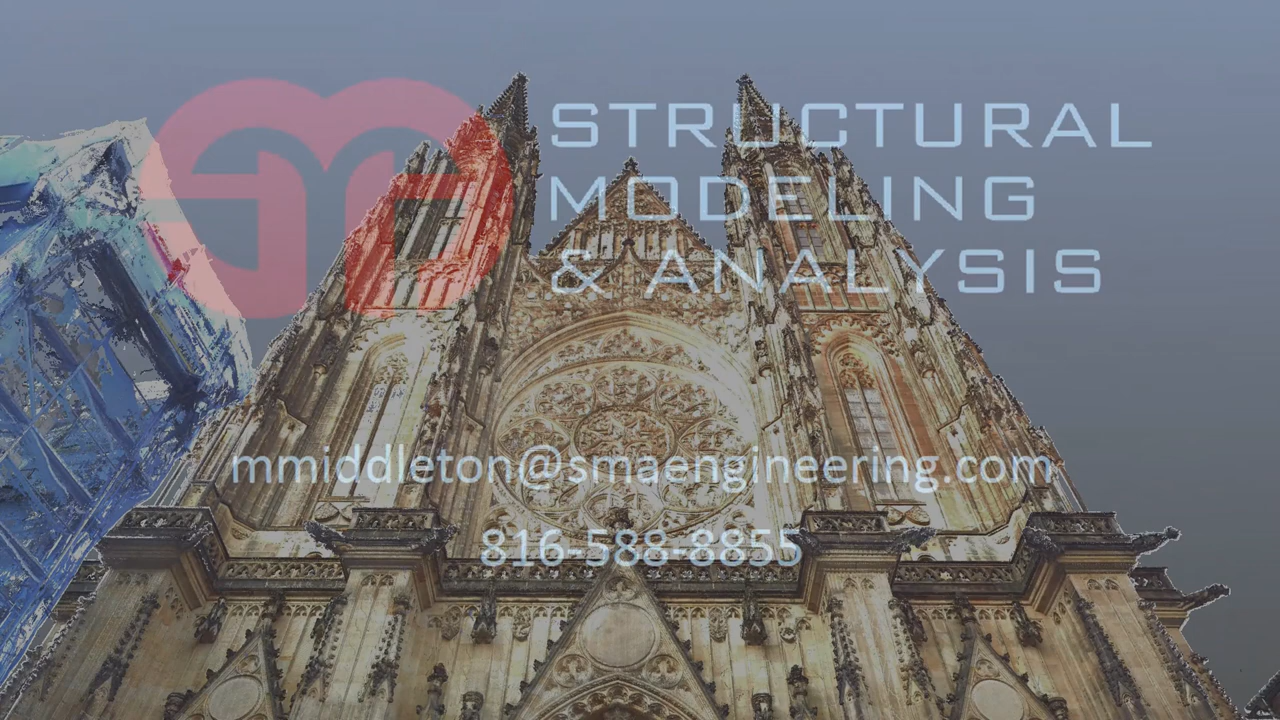 STRUCTURAL
MODELING
& ANALYSIS
mmiddleton@smaengineering.com
816-588-8855